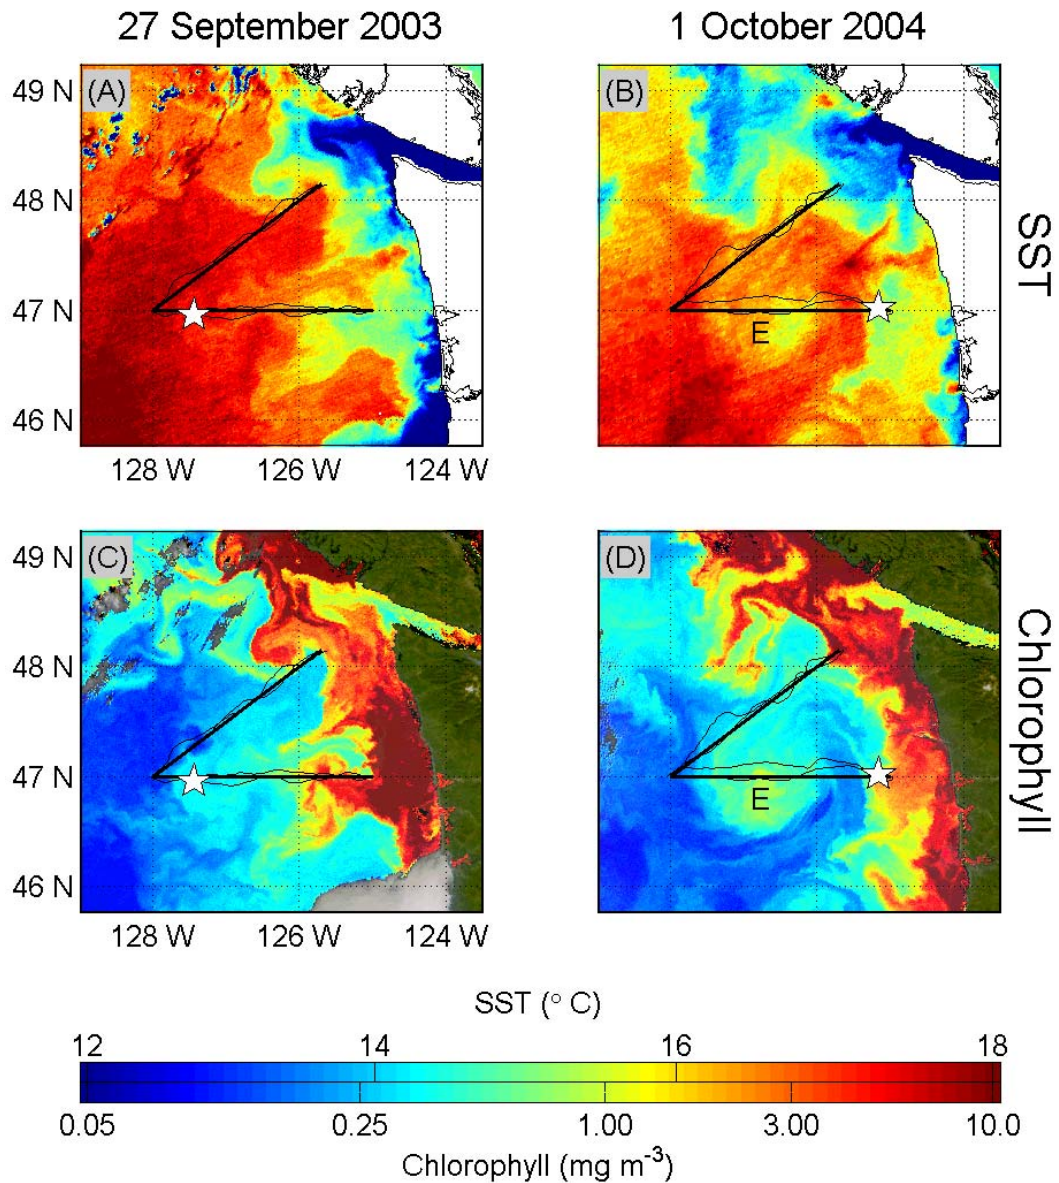 27 September 2003
1 October 2004
(A)
(B)
49 N
48 N
47 N
46 N
E
SST
128 W
126 W
124 W
(C)
(D)
49 N
48 N
47 N
46 N
E
Chlorophyll
128 W
126 W
124 W
SST (° C)
12 14 16 18
0.05 0.25 1.00 3.00 10.0
Chlorophyll (mg m⁻³)